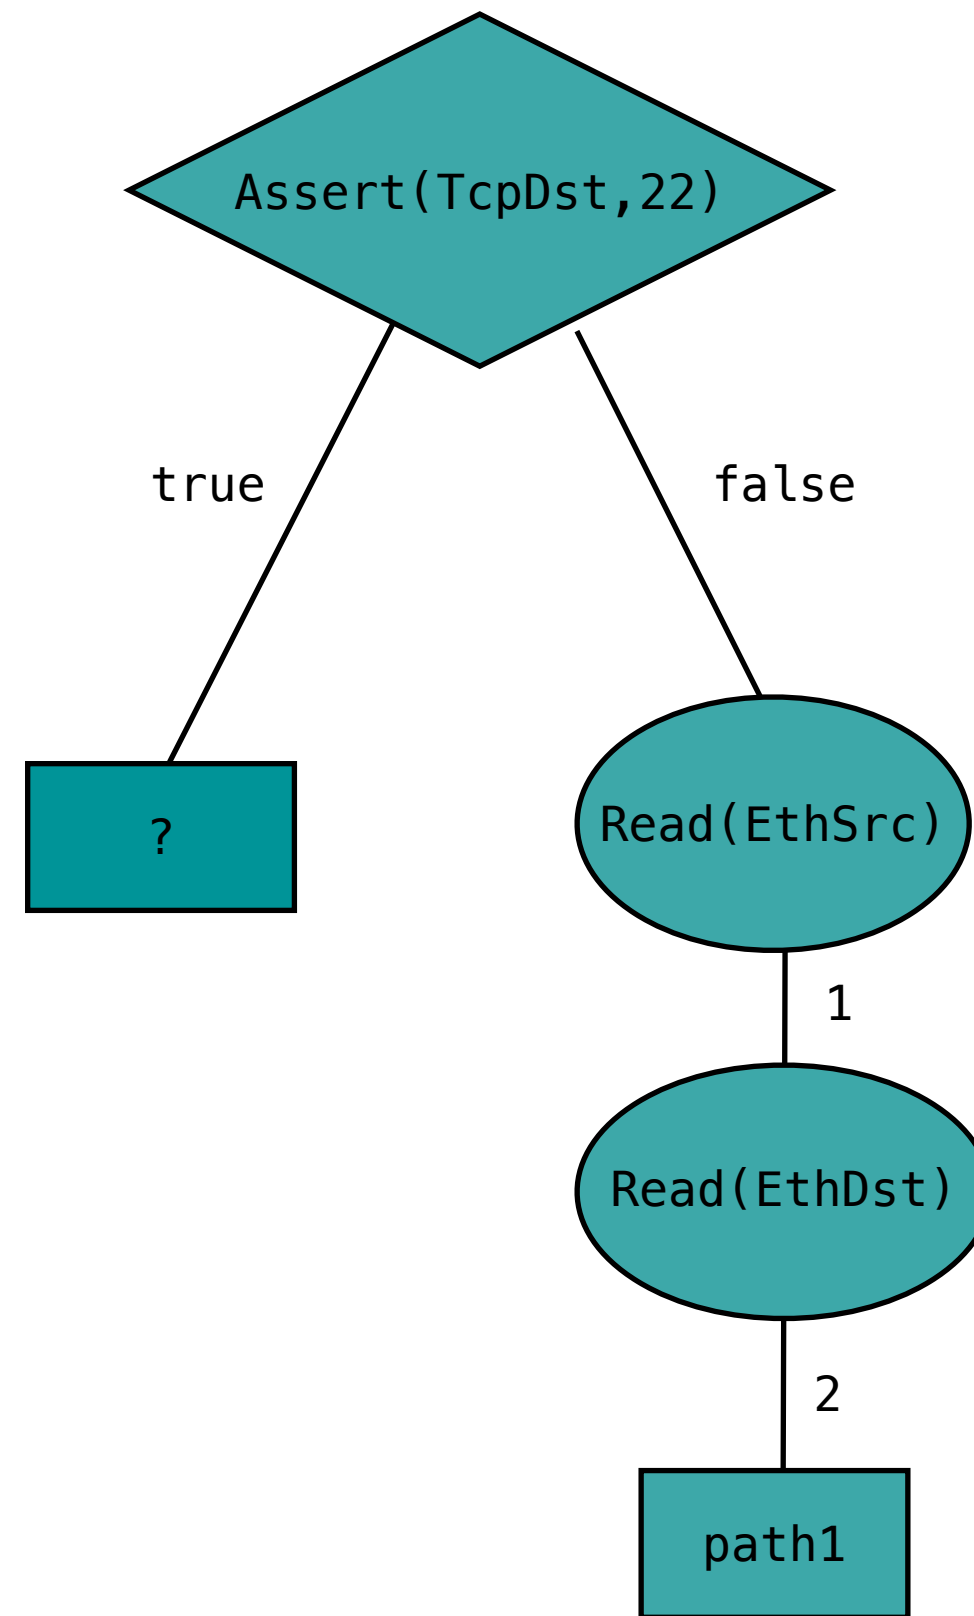 Assert(TcpDst,22)
true
false
?
Read(EthSrc)
1
Read(EthDst)
2
path1